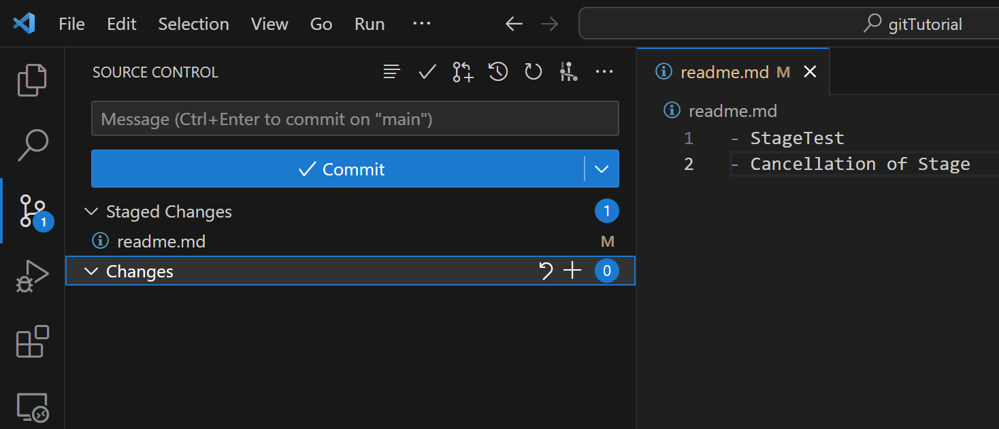 File Edit Selection View Go Run ··· gitTutorial
SOURCE CONTROL
Message (Ctrl+Enter to commit on "main")
Commit
Staged Changes 1
readme.md M
Changes 0
1
readme.md M
readme.md
1 - StageTest
2 - Cancellation of Stage